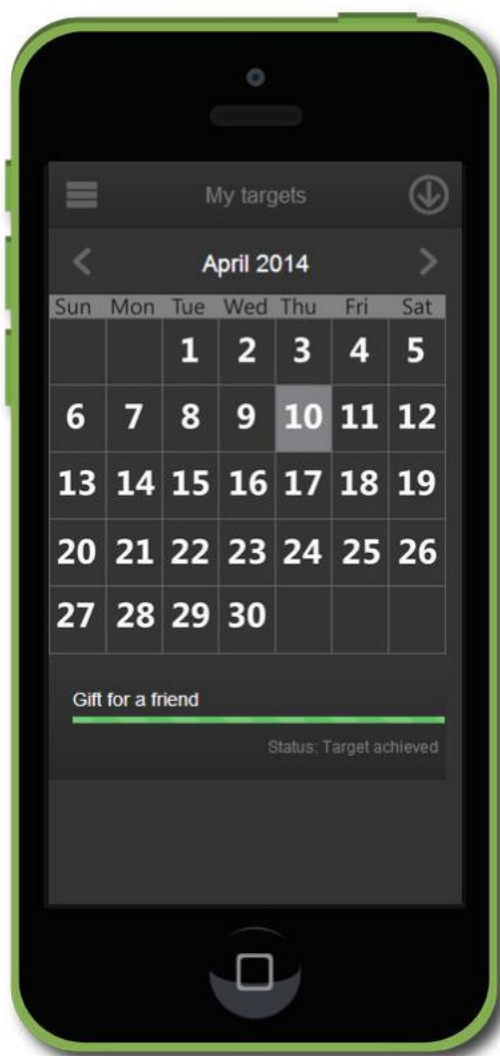 My targets
April 2014
Sun Mon Tue Wed Thu Fri Sat
1 2 3 4 5
6 7 8 9 10 11 12
13 14 15 16 17 18 19
20 21 22 23 24 25 26
27 28 29 30
Gift for a friend
Status: Target achieved